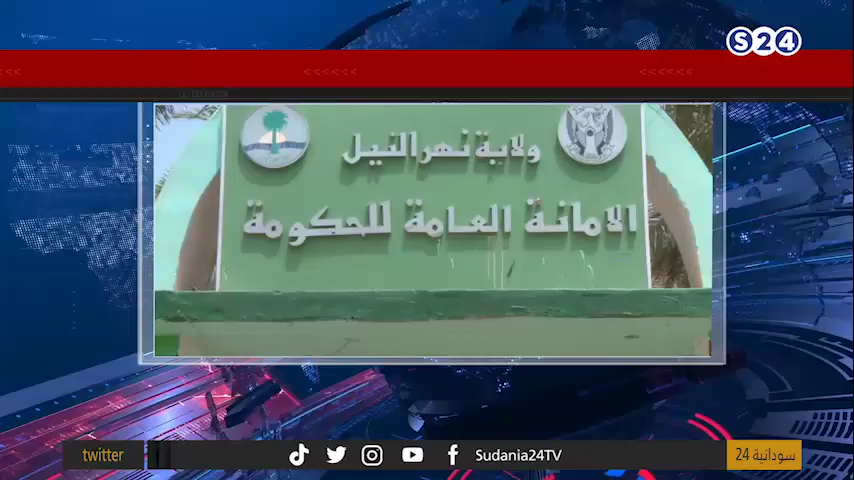 S24
ولاية نهر النيل
الامانة العامة للحكومة
twitter
Sudania24TV
سودانية 24